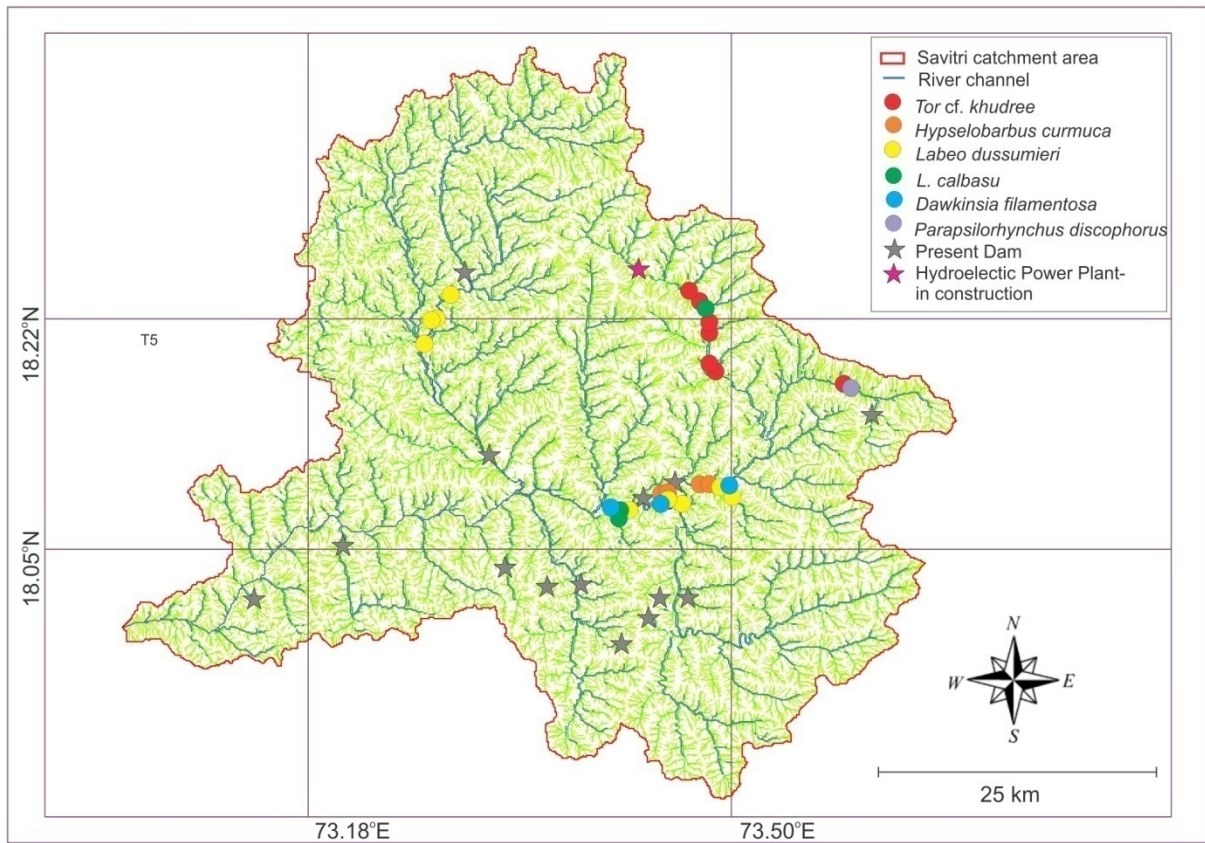 Savitri catchment area
River channel
Tor cf. khudree
Hypselobarbus curmuca
Labeo dussumieri
L. calbasu
Dawkinsia filamentosa
Parapsilorhynchus discophorus
Present Dam
Hydroelectic Power Plant-
in construction
18.222°N
T5
18.05°N
N
W
E
S
25 km
73.18°E
73.50°E